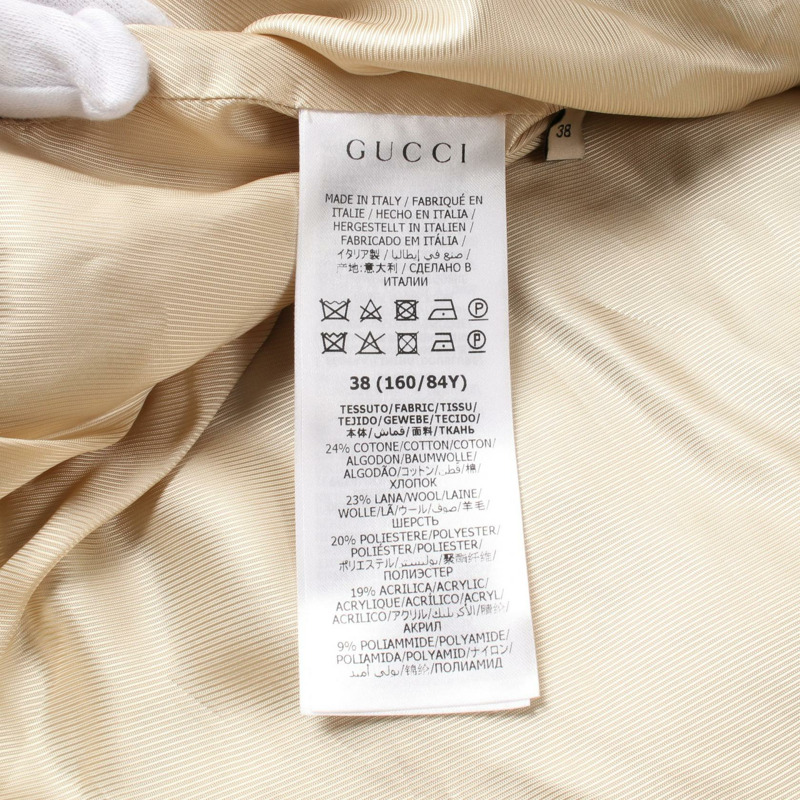 GUCCI
38
MADE IN ITALY / FABRIQUÉ EN
ITALIE / HECHO EN ITALIA /
HERGESTELLT IN ITALIEN /
FABRICADO EM ITÁLIA /
イタリア製 / صنع في إيطاليا /
产地:意大利 / СДЕЛАНО В
ИТАЛИИ
P
P
38 (160/84Y)
TESSUTO/FABRIC/TISSU/
TEJIDO/GEWEBE/TECIDO/
本体/قماش/面料/ТКАНЬ
24% COTONE/COTTON/COTON/
ALGODON/BAUMWOLLE/
ALGODÃO/コットン/قطن/棉/
ХЛОПОК
23% LANA/WOOL/LAINE/
WOLLE/LÃ/ウール/صوف/羊毛/
ШЕРСТЬ
20% POLIESTERE/POLYESTER/
POLIÉSTER/POLIESTER/
ポリエステル/بوليستر/聚酯纤维/
ПОЛИЭСТЕР
19% ACRILICA/ACRYLIC/
ACRYLIQUE/ACRÍLICO/ACRYL/
ACRILICO/アクリル/الأكريليك/腈纶/
АКРИЛ
9% POLIAMMIDE/POLYAMIDE/
POLIAMIDA/POLYAMID/ナイロン/
بولي أميد/锦纶/ПОЛИАМИД